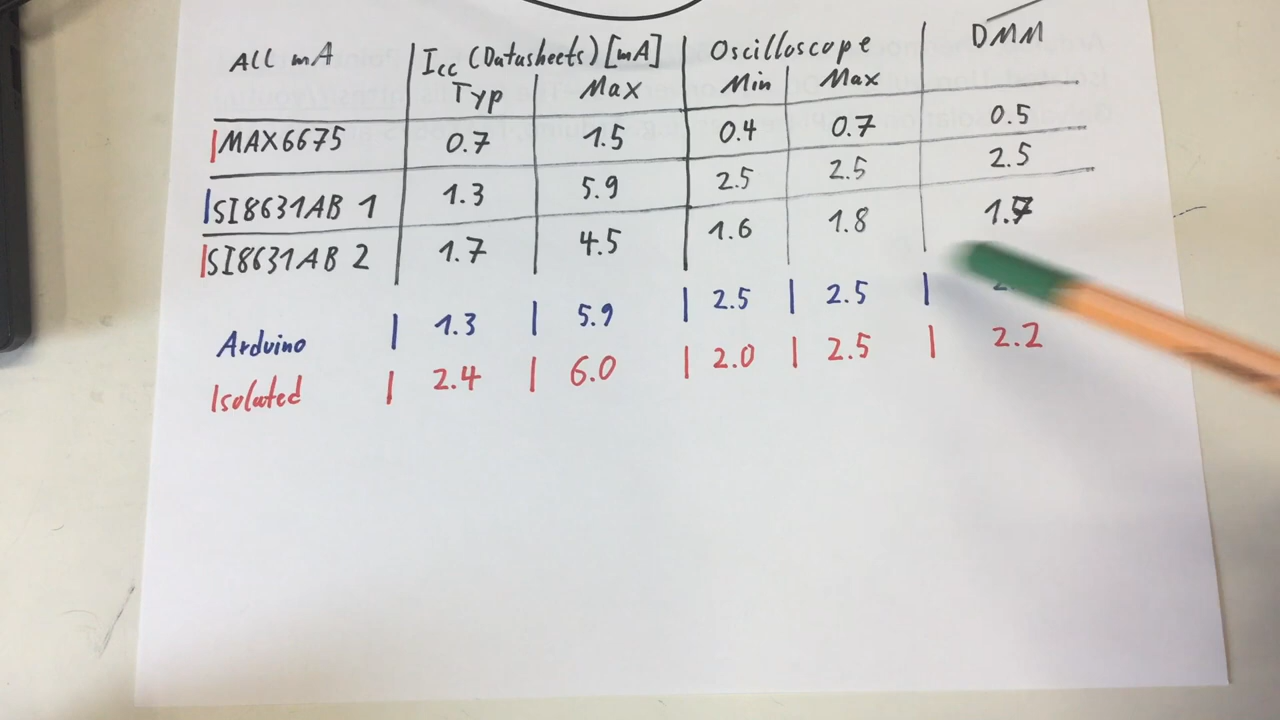 All mA Icc (Datasheets) [mA] Oscilloscope DMM
Typ Max Min Max
MAX6675 0.7 1.5 0.4 0.7 0.5
SI8631AB 1 1.3 5.9 2.5 2.5 2.5
SI8631AB 2 1.7 4.5 1.6 1.8 1.7
Arduino 1.3 5.9 2.5 2.5
Isolated 2.4 6.0 2.0 2.5 2.2